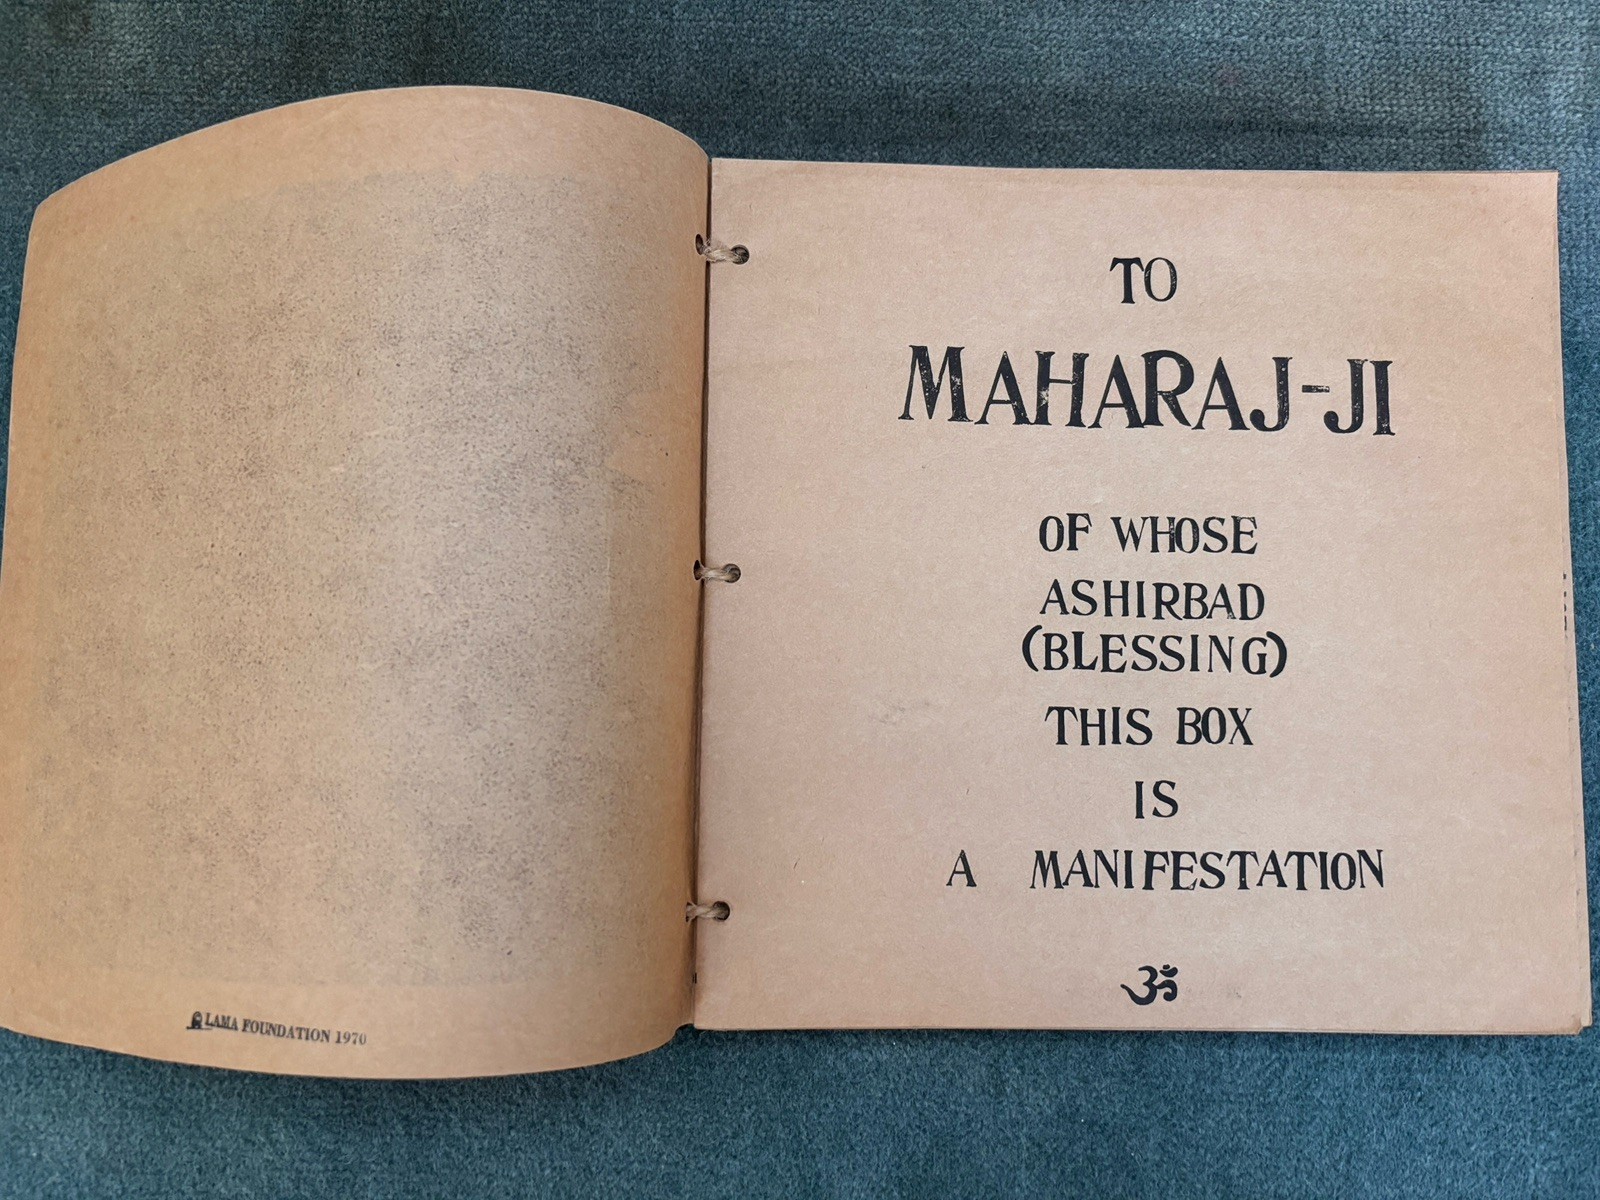 LAMA FOUNDATION 1970
TO
MAHARAJ-JI
OF WHOSE
ASHIRBAD
(BLESSING)
THIS BOX
IS
A MANIFESTATION
ॐ